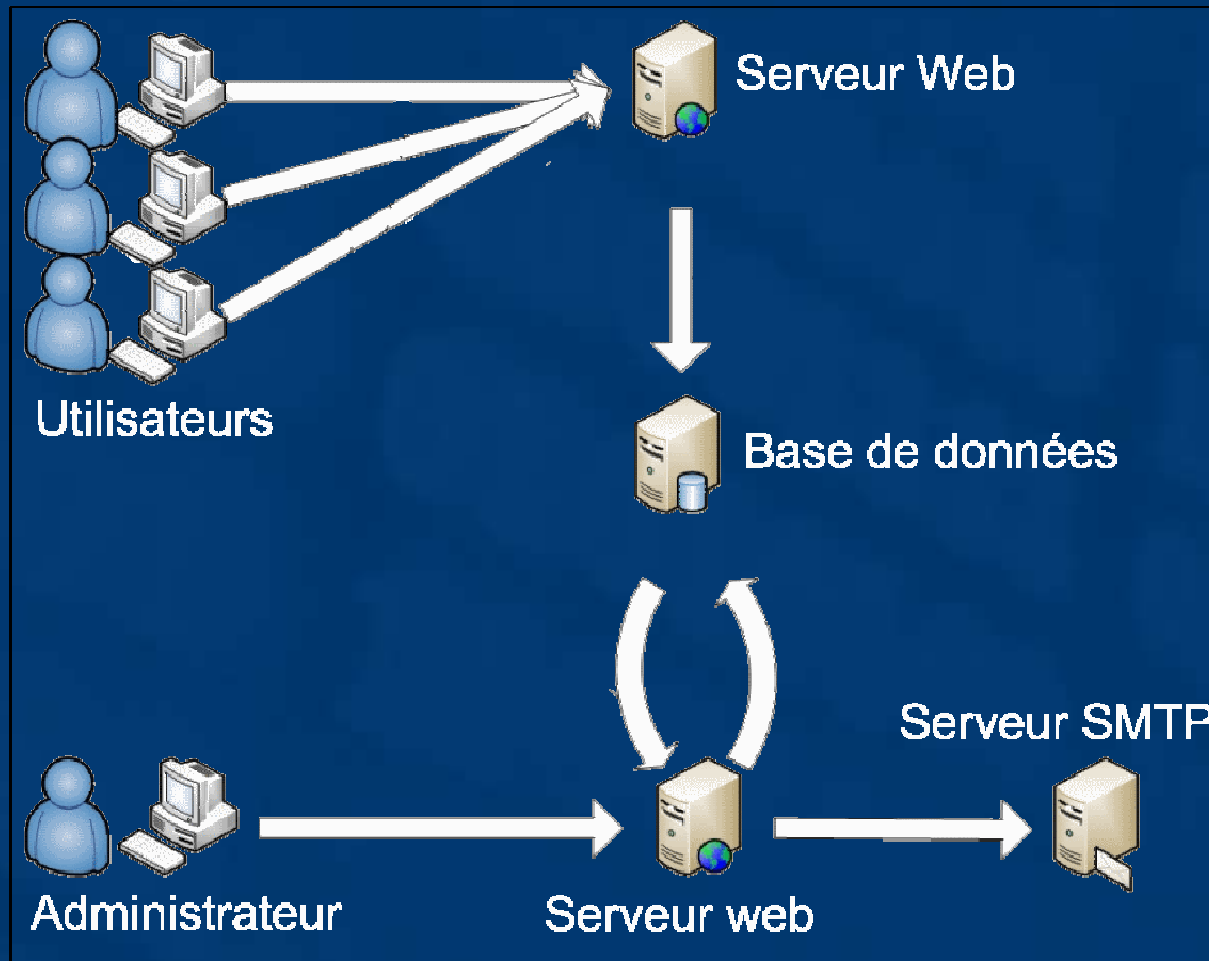 Serveur Web
Utilisateurs
Base de données
Serveur SMTP
Administrateur
Serveur web